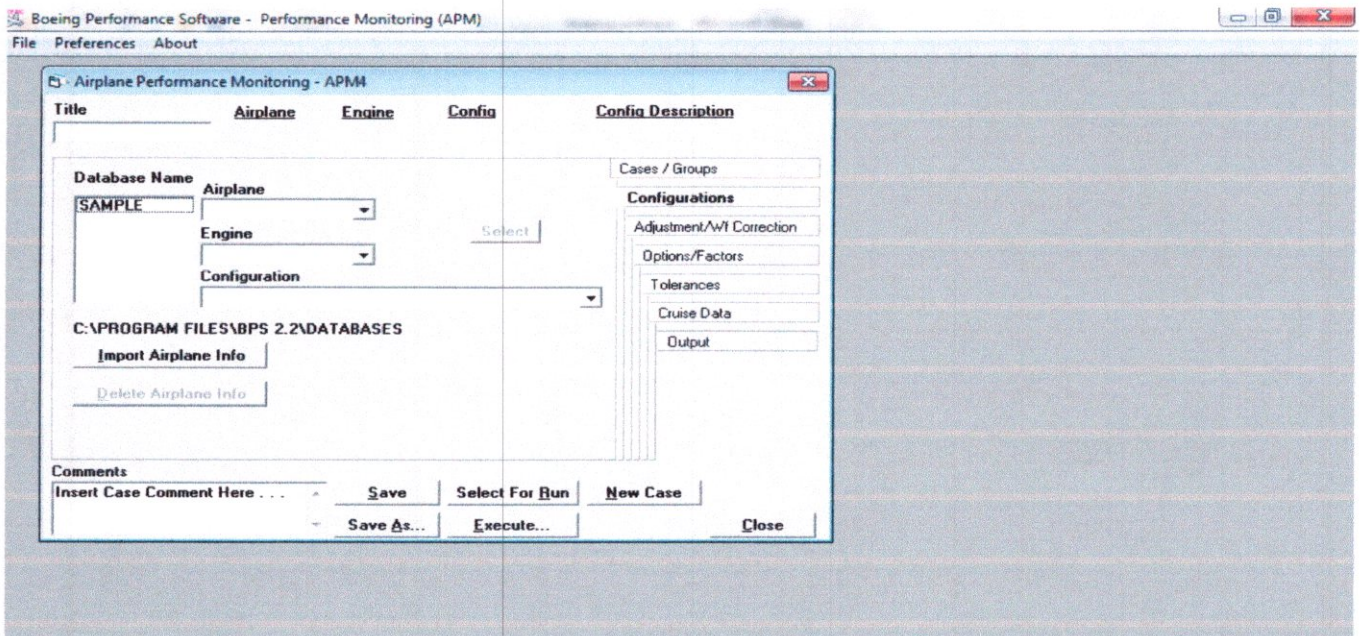 Boeing Performance Software - Performance Monitoring (APM)
File Preferences About
Airplane Performance Monitoring - APM4
Title Airplane Engine Config Config Description
Database Name
SAMPLE
Airplane
Engine
Select
Configuration
C:\PROGRAM FILES\BPS 2.2\DATABASES
Import Airplane Info
Delete Airplane Info
Cases / Groups
Configurations
Adjustment/Wf Correction
Options/Factors
Tolerances
Cruise Data
Output
Comments
Insert Case Comment Here . . .
Save Select For Run New Case
Save As... Execute... Close